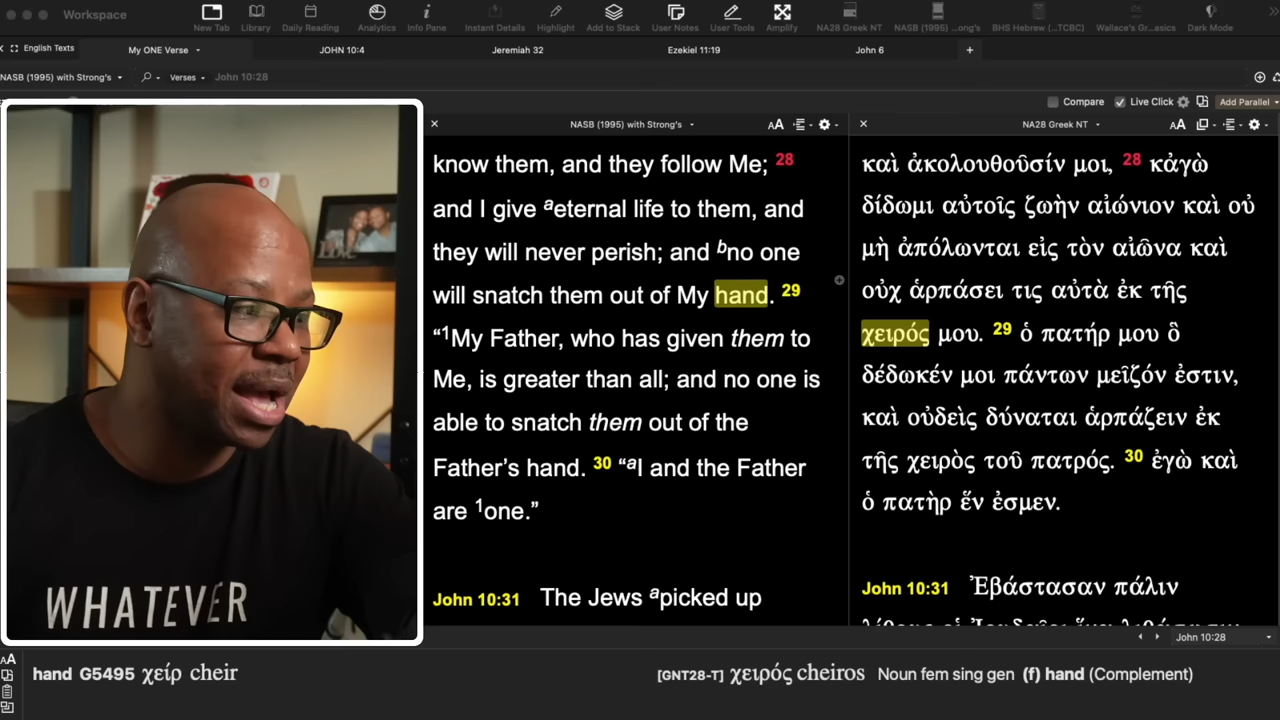 Workspace
New Tab
Library
Daily Reading
Analytics
Info Pane
Instant Details
Highlight
Add to Stack
User Notes
User Tools
Amplify
NA28 Greek NT
NASB (1995) ...ong's
BHS Hebrew (...TCBC)
Wallace's Gr...asics
Dark Mode
English Texts
My ONE Verse
JOHN 10:4
Jeremiah 32
Ezekiel 11:19
John 6
NASB (1995) with Strong's
Verses
John 10:28
Compare
Live Click
Add Parallel
NASB (1995) with Strong's
AA
know them, and they follow Me; 28
and I give aeternal life to them, and
they will never perish; and bno one
will snatch them out of My hand. 29
“1My Father, who has given them to
Me, is greater than all; and no one is
able to snatch them out of the
Father’s hand. 30 “aI and the Father
are 1one.”
John 10:31 The Jews apicked up
NA28 Greek NT
AA
καὶ ἀκολουθοῦσίν μοι, 28 κἀγὼ
δίδωμι αὐτοῖς ζωὴν αἰώνιον καὶ οὐ
μὴ ἀπόλωνται εἰς τὸν αἰῶνα καὶ
οὐχ ἁρπάσει τις αὐτὰ ἐκ τῆς
χειρός μου. 29 ὁ πατήρ μου ὃ
δέδωκέν μοι πάντων μεῖζόν ἐστιν,
καὶ οὐδεὶς δύναται ἁρπάζειν ἐκ
τῆς χειρὸς τοῦ πατρός. 30 ἐγὼ καὶ
ὁ πατὴρ ἕν ἐσμεν.
John 10:31 Ἐβάστασαν πάλιν
John 10:28
WHATEVER
AA
hand G5495 χείρ cheir
[GNT28-T] χειρός cheiros Noun fem sing gen (f) hand (Complement)